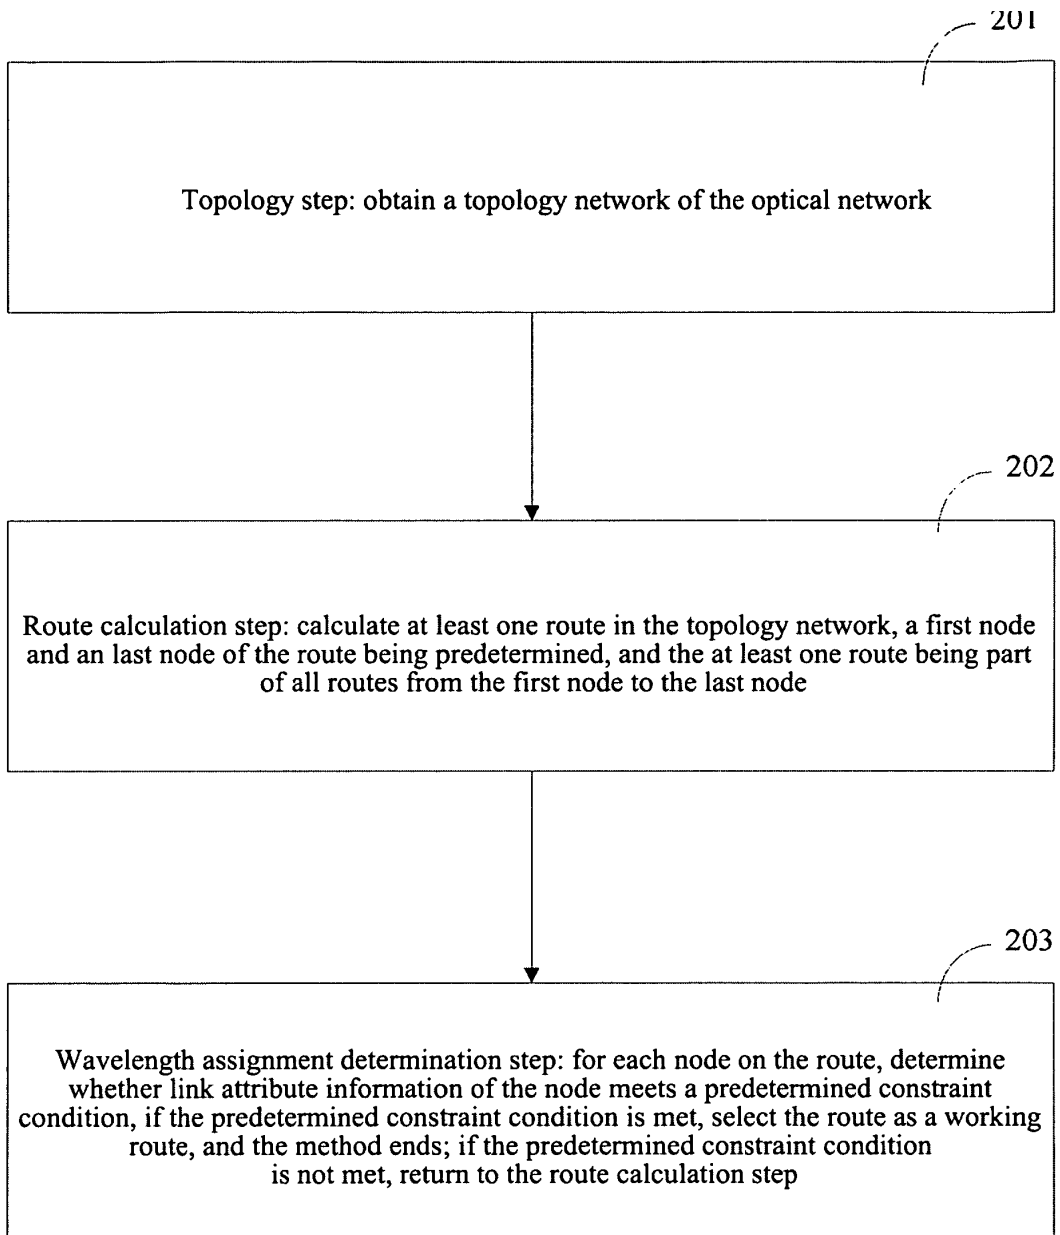 201
Topology step: obtain a topology network of the optical network
202
Route calculation step: calculate at least one route in the topology network, a first node
and an last node of the route being predetermined, and the at least one route being part
of all routes from the first node to the last node
203
Wavelength assignment determination step: for each node on the route, determine
whether link attribute information of the node meets a predetermined constraint
condition, if the predetermined constraint condition is met, select the route as a working
route, and the method ends; if the predetermined constraint condition
is not met, return to the route calculation step